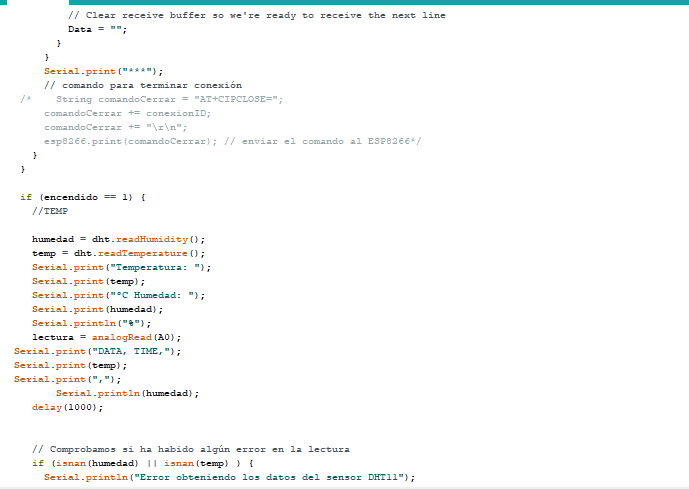 // Clear receive buffer so we're ready to receive the next line
Data = "";
}
}
Serial.print("***");
// comando para terminar conexión
/* String comandoCerrar = "AT+CIPCLOSE=";
comandoCerrar += conexionID;
comandoCerrar += "\r\n";
esp8266.print(comandoCerrar); // enviar el comando al ESP8266*/
}
}
if (encendido == 1) {
//TEMP
humedad = dht.readHumidity();
temp = dht.readTemperature();
Serial.print("Temperatura: ");
Serial.print(temp);
Serial.print("°C Humedad: ");
Serial.print(humedad);
Serial.println("%");
lectura = analogRead(A0);
Serial.print("DATA, TIME,");
Serial.print(temp);
Serial.print(",");
Serial.println(humedad);
delay(1000);
// Comprobamos si ha habido algún error en la lectura
if (isnan(humedad) || isnan(temp) ) {
Serial.println("Error obteniendo los datos del sensor DHT11");